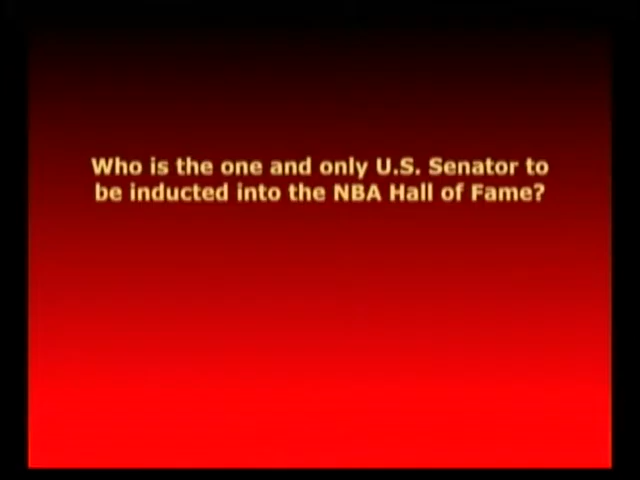 Who is the one and only U.S. Senator to
be inducted into the NBA Hall of Fame?